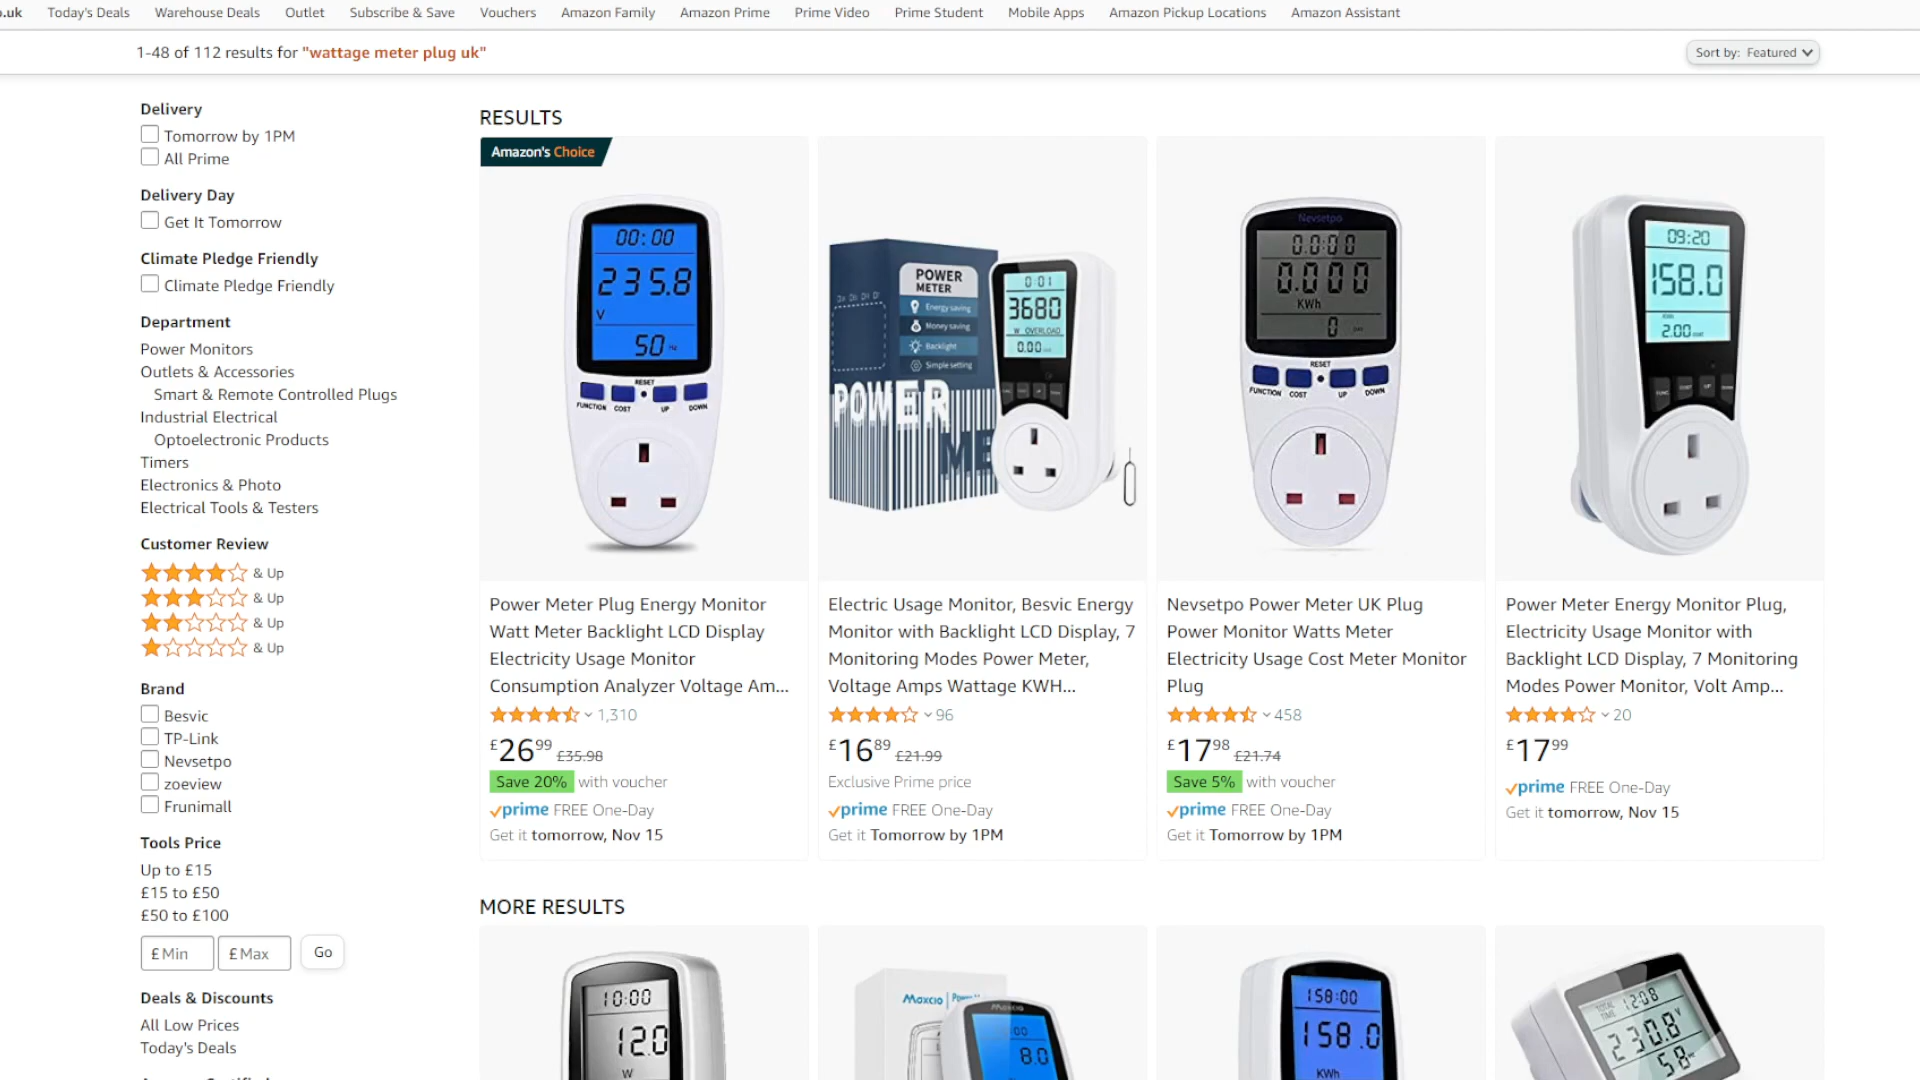 .uk Today's Deals Warehouse Deals Outlet Subscribe & Save Vouchers Amazon Family Amazon Prime Prime Video Prime Student Mobile Apps Amazon Pickup Locations Amazon Assistant
1-48 of 112 results for "wattage meter plug uk"
Sort by: Featured
Delivery
Tomorrow by 1PM
All Prime
Delivery Day
Get It Tomorrow
Climate Pledge Friendly
Climate Pledge Friendly
Department
Power Monitors
Outlets & Accessories
Smart & Remote Controlled Plugs
Industrial Electrical
Optoelectronic Products
Timers
Electronics & Photo
Electrical Tools & Testers
Customer Review
& Up
& Up
& Up
& Up
Brand
Besvic
TP-Link
Nevsetpo
zoeview
Frunimall
Tools Price
Up to £15
£15 to £50
£50 to £100
£ Min £ Max Go
Deals & Discounts
All Low Prices
Today's Deals
RESULTS
Amazon's Choice
00:00
235.8
V
50 Hz
RESET
FUNCTION COST UP DOWN
Power Meter Plug Energy Monitor
Watt Meter Backlight LCD Display
Electricity Usage Monitor
Consumption Analyzer Voltage Am...
1,310
£26.99 £35.98
Save 20% with voucher
prime FREE One-Day
Get it tomorrow, Nov 15
POWER
METER
Energy saving
Money saving
Backlight
Simple setting
POWER
ME
0:01
3680
W OVERLOAD
0.00
Electric Usage Monitor, Besvic Energy
Monitor with Backlight LCD Display, 7
Monitoring Modes Power Meter,
Voltage Amps Wattage KWH...
96
£16.89 £21.99
Exclusive Prime price
prime FREE One-Day
Get it Tomorrow by 1PM
Nevsetpo
0.0:00
0.000
KWh
0
RESET
FUNCTION COST UP DOWN
Nevsetpo Power Meter UK Plug
Power Monitor Watts Meter
Electricity Usage Cost Meter Monitor
Plug
458
£17.98 £21.74
Save 5% with voucher
prime FREE One-Day
Get it Tomorrow by 1PM
09:20
158.0
2.00
Power Meter Energy Monitor Plug,
Electricity Usage Monitor with
Backlight LCD Display, 7 Monitoring
Modes Power Monitor, Volt Amp...
20
£17.99
prime FREE One-Day
Get it tomorrow, Nov 15
MORE RESULTS
10:00
12.0
W
Maxcio
Maxcio
:00
8.0
158:00
158.0
KWh
TOTAL
TIME 12:08
230.8 V
58